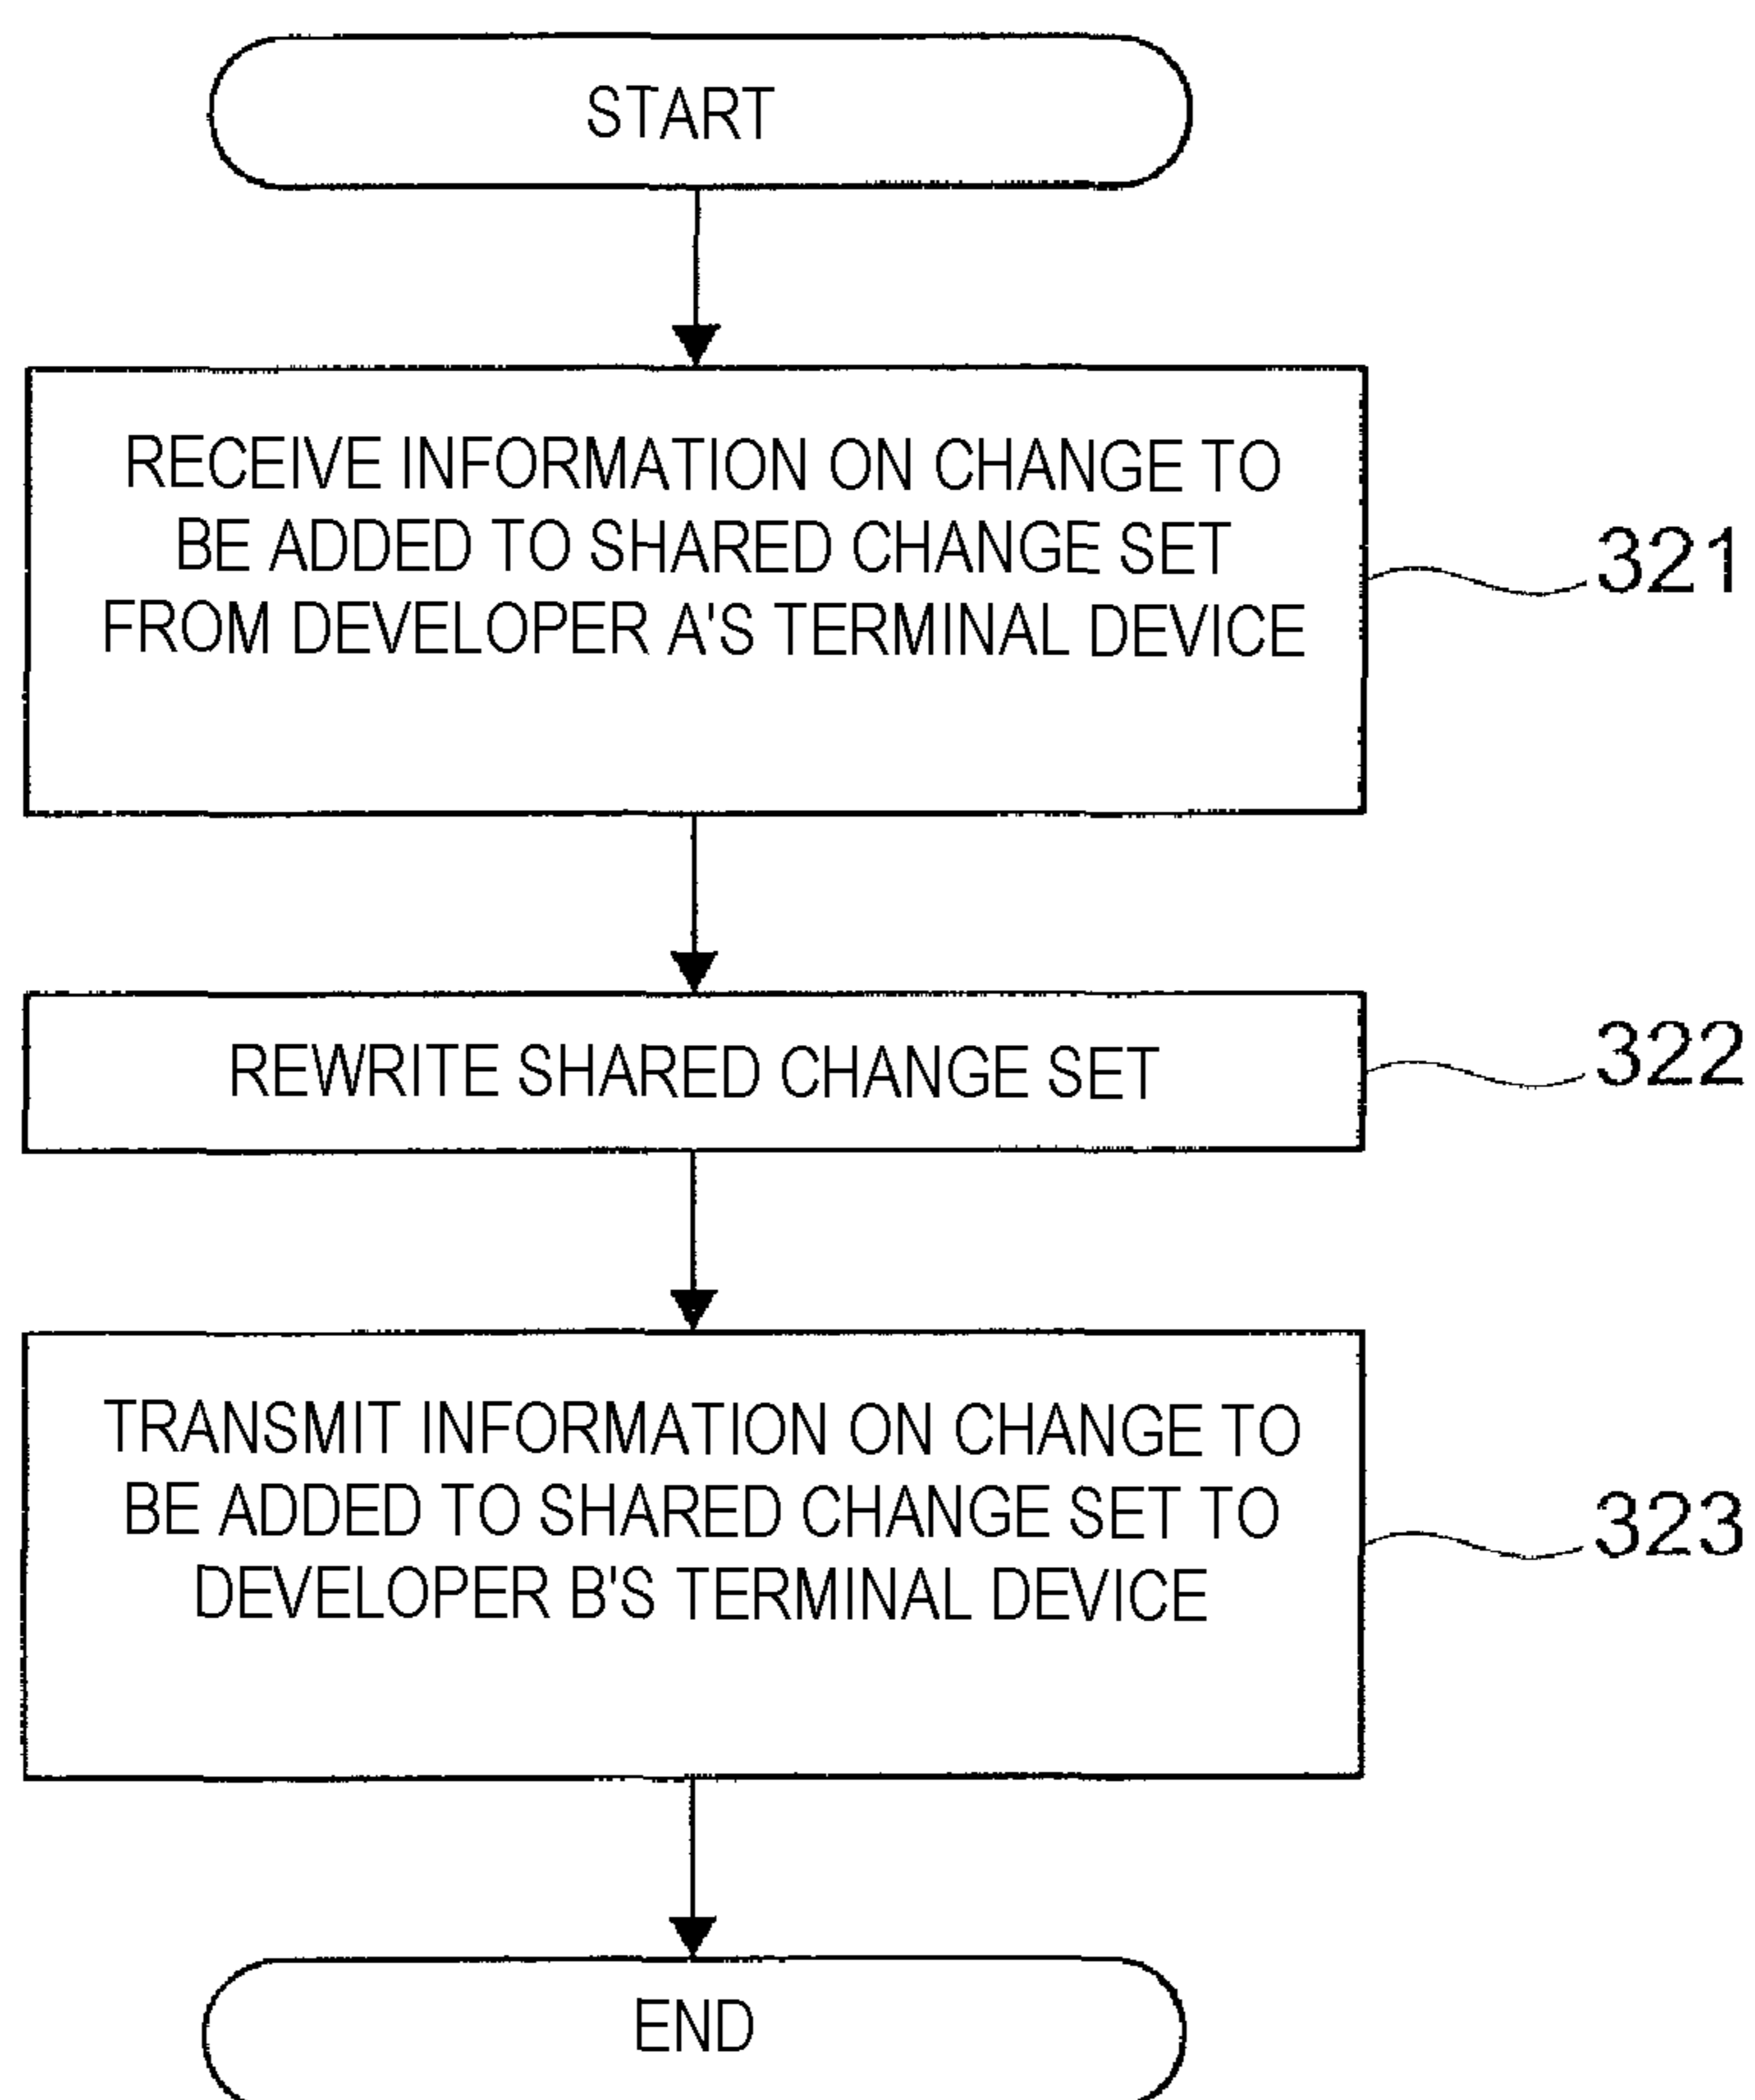 START
RECEIVE INFORMATION ON CHANGE TO
BE ADDED TO SHARED CHANGE SET
FROM DEVELOPER A'S TERMINAL DEVICE
321
REWRITE SHARED CHANGE SET
322
TRANSMIT INFORMATION ON CHANGE TO
BE ADDED TO SHARED CHANGE SET TO
DEVELOPER B'S TERMINAL DEVICE
323
END